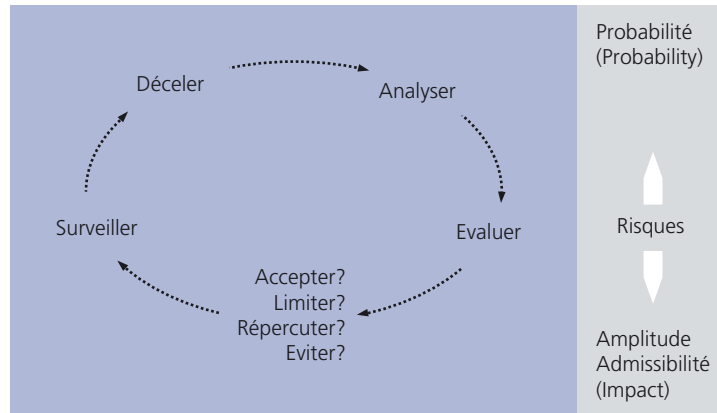 Déceler
Analyser
Evaluer
Accepter?
Limiter?
Répercuter?
Eviter?
Surveiller
Probabilité
(Probability)
Risques
Amplitude
Admissibilité
(Impact)